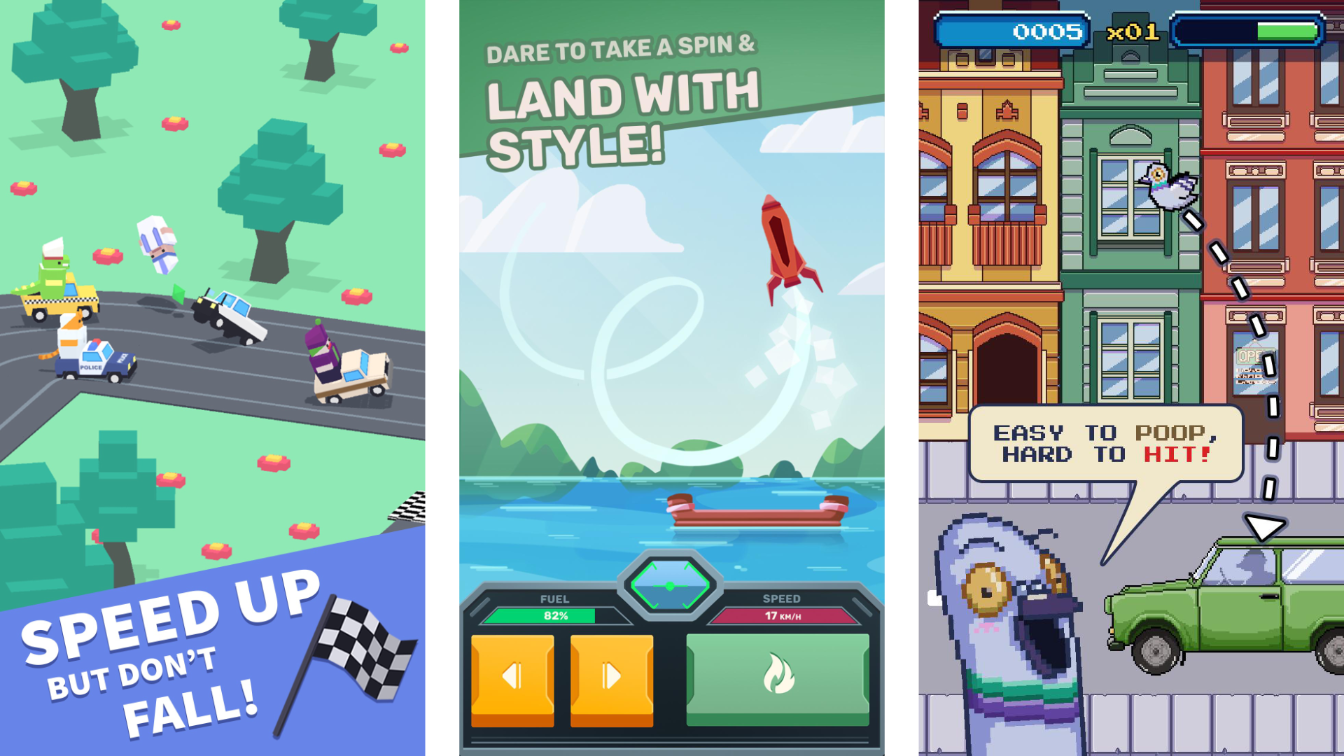 SPEED UP
BUT DON'T
FALL!
POLICE
DARE TO TAKE A SPIN &
LAND WITH
STYLE!
FUEL
82%
SPEED
17 KM/H
0005
x01
OPEN
EASY TO POOP,
HARD TO HIT!